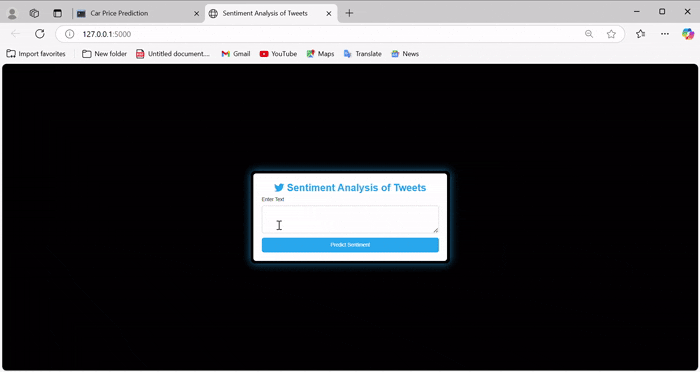 Car Price Prediction
Sentiment Analysis of Tweets
127.0.0.1:5000
Import favorites
New folder
Untitled document....
Gmail
YouTube
Maps
Translate
News
Sentiment Analysis of Tweets
Enter Text
Predict Sentiment